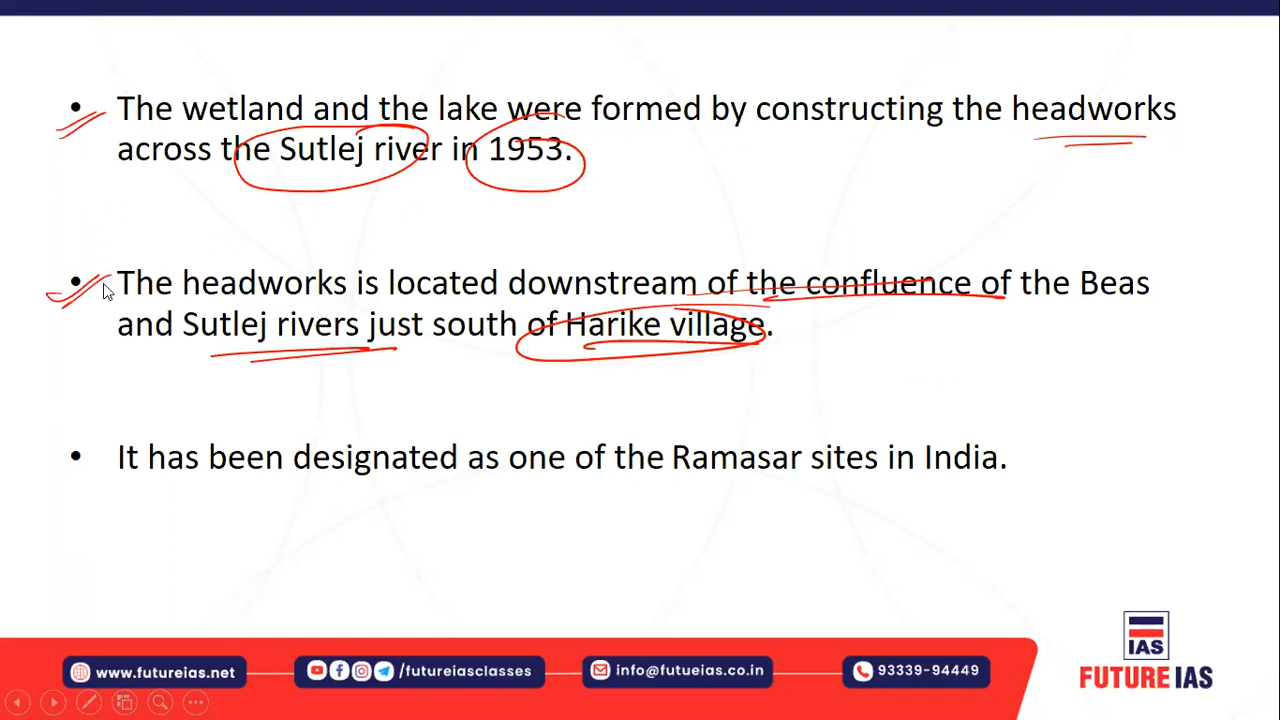 • The wetland and the lake were formed by constructing the headworks
across the Sutlej river in 1953.
• The headworks is located downstream of the confluence of the Beas
and Sutlej rivers just south of Harike village.
• It has been designated as one of the Ramasar sites in India.
IAS
FUTURE IAS
www.futureias.net
/futureiasclasses
info@futueias.co.in
93339-94449